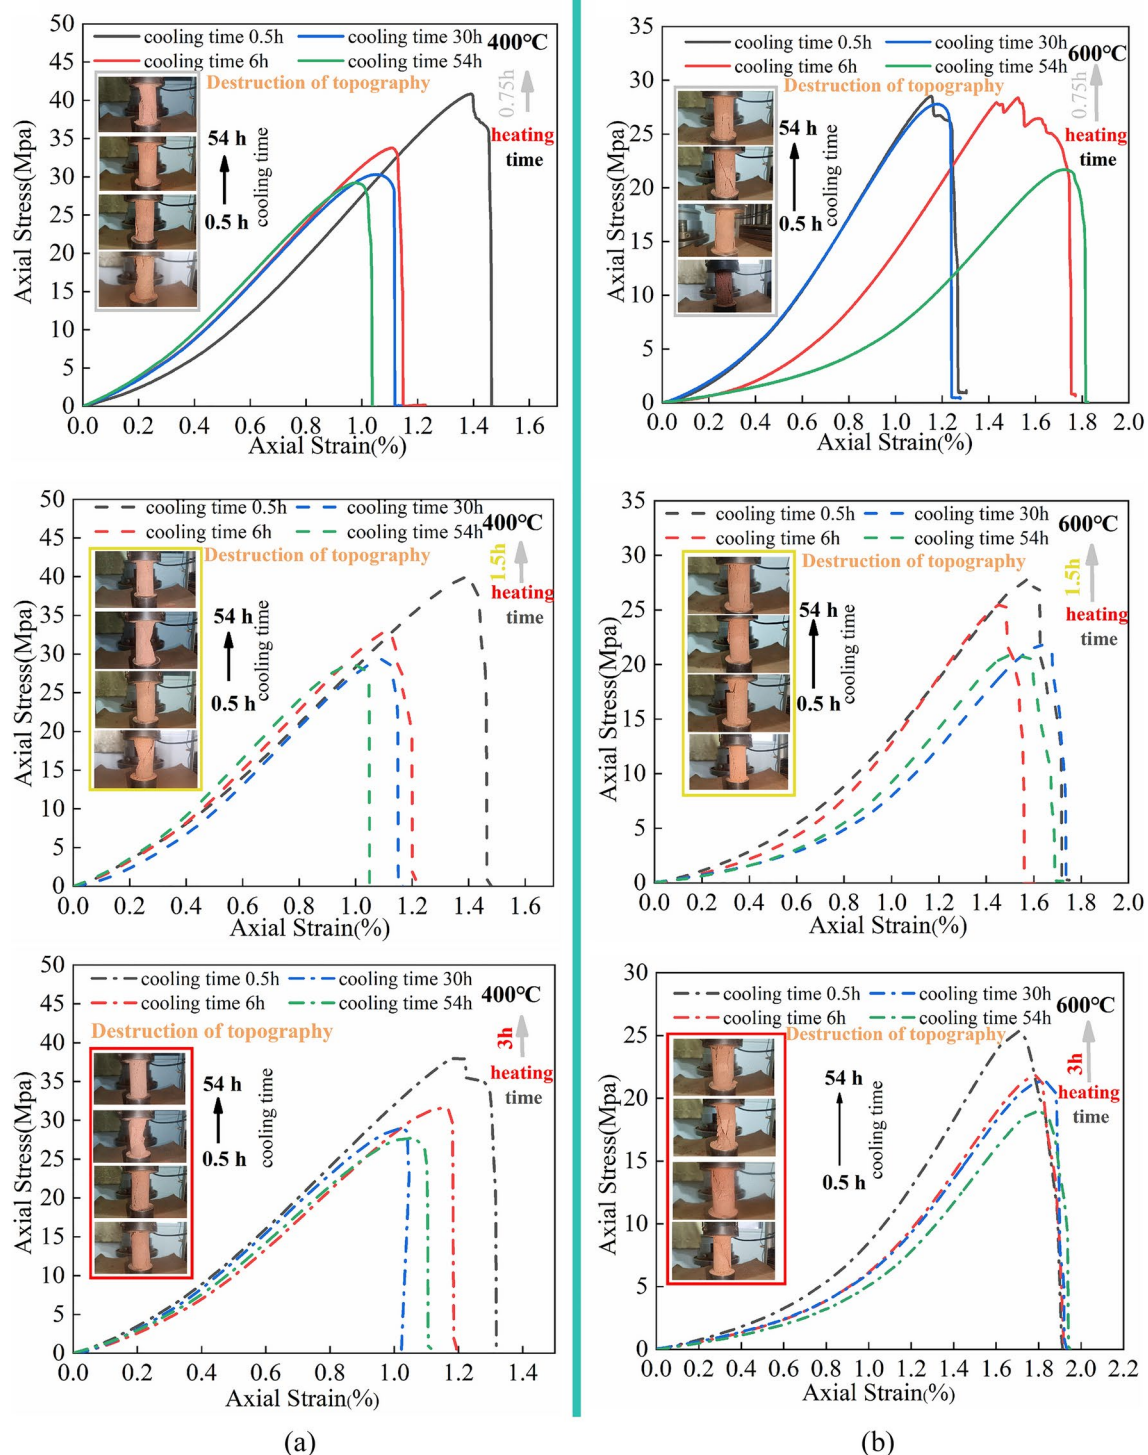 50
45
40
35
30
25
20
15
10
5
0
Axial Stress(Mpa)
cooling time 0.5h
cooling time 30h
cooling time 6h
cooling time 54h
400°C
0.75h
heating
time
Destruction of topography
54 h
0.5 h
cooling time
0.0 0.2 0.4 0.6 0.8 1.0 1.2 1.4 1.6
Axial Strain(%)
35
30
25
20
15
10
5
0
Axial Stress(Mpa)
cooling time 0.5h
cooling time 30h
cooling time 6h
cooling time 54h
600°C
0.75h
heating
time
Destruction of topography
54 h
0.5 h
cooling time
0.0 0.2 0.4 0.6 0.8 1.0 1.2 1.4 1.6 1.8 2.0
Axial Strain(%)
50
45
40
35
30
25
20
15
10
5
0
Axial Stress(Mpa)
cooling time 0.5h
cooling time 30h
cooling time 6h
cooling time 54h
400°C
1.5h
heating
time
Destruction of topography
54 h
0.5 h
cooling time
0.0 0.2 0.4 0.6 0.8 1.0 1.2 1.4 1.6
Axial Strain(%)
35
30
25
20
15
10
5
0
Axial Stress(Mpa)
cooling time 0.5h
cooling time 30h
cooling time 6h
cooling time 54h
600°C
1.5h
heating
time
Destruction of topography
54 h
0.5 h
cooling time
0.0 0.2 0.4 0.6 0.8 1.0 1.2 1.4 1.6 1.8 2.0
Axial Strain(%)
50
45
40
35
30
25
20
15
10
5
0
Axial Stress(Mpa)
cooling time 0.5h
cooling time 30h
cooling time 6h
cooling time 54h
400°C
3h
heating
time
Destruction of topography
54 h
0.5 h
cooling time
0.0 0.2 0.4 0.6 0.8 1.0 1.2 1.4
Axial Strain(%)
30
25
20
15
10
5
0
Axial Stress(Mpa)
cooling time 0.5h
cooling time 30h
cooling time 6h
cooling time 54h
600°C
3h
heating
time
Destruction of topography
54 h
0.5 h
cooling time
0.0 0.2 0.4 0.6 0.8 1.0 1.2 1.4 1.6 1.8 2.0 2.2
Axial Strain(%)
(a)
(b)